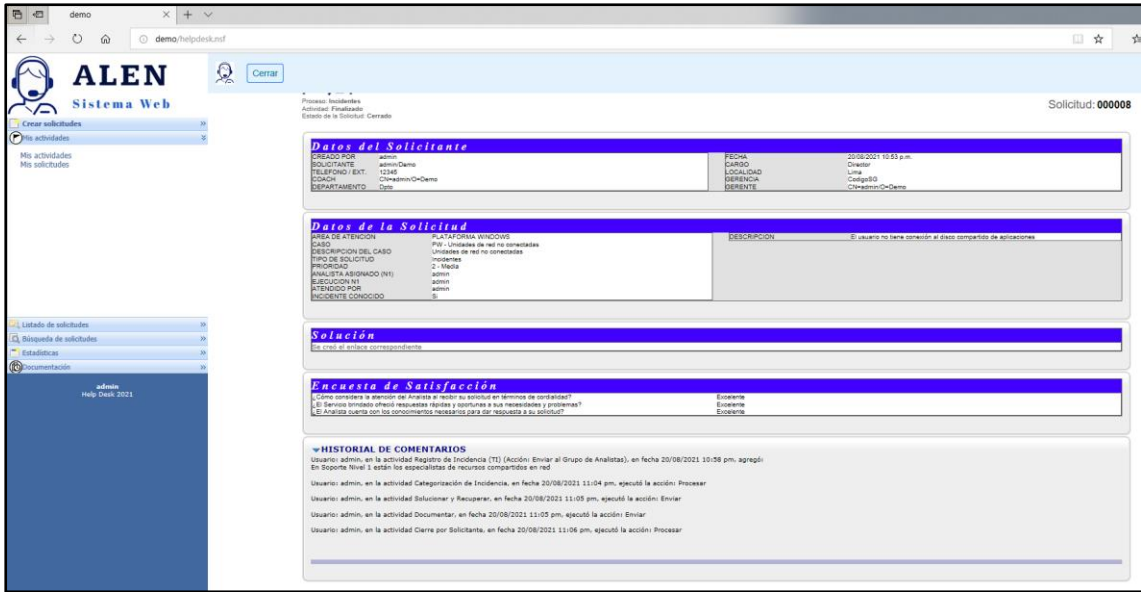 demo
demo/helpdesk.nsf
ALEN
Sistema Web
Cerrar
Crear solicitudes
Mis actividades
Mis actividades
Mis solicitudes
Listado de solicitudes
Búsqueda de solicitudes
Estadísticas
Documentación
admin
Help Desk 2021
Proceso: Incidentes
Actividad: Finalizado
Estado de la Solicitud: Cerrado
Solicitud: 000008
Datos del Solicitante
CREADO POR admin
SOLICITANTE admin/Demo
TELEFONO / EXT. 12345
COACH CN=admin/O=Demo
DEPARTAMENTO Dpto
FECHA 20/08/2021 10:53 p.m.
CARGO Director
LOCALIDAD Lima
GERENCIA CodigoSG
GERENTE CN=admin/O=Demo
Datos de la Solicitud
AREA DE ATENCION PLATAFORMA WINDOWS
CASO PW - Unidades de red no conectadas
DESCRIPCION DEL CASO Unidades de red no conectadas
TIPO DE SOLICITUD Incidentes
PRIORIDAD 2 - Media
ANALISTA ASIGNADO (N1) admin
EJECUCION N1 admin
ATENDIDO POR admin
INCIDENTE CONOCIDO Si
DESCRIPCION El usuario no tiene conexión al disco compartido de aplicaciones
Solución
Se creó el enlace correspondiente
Encuesta de Satisfacción
¿Cómo considera la atención del Analista al recibir su solicitud en términos de cordialidad? Excelente
¿El Servicio brindado ofreció respuestas rápidas y oportunas a sus necesidades y problemas? Excelente
¿El Analista cuenta con los conocimientos necesarios para dar respuesta a su solicitud? Excelente
HISTORIAL DE COMENTARIOS
Usuario: admin, en la actividad Registro de Incidencia (TI) (Acción: Enviar al Grupo de Analistas), en fecha 20/08/2021 10:58 pm, agregó:
En Soporte Nivel 1 están los especialistas de recursos compartidos en red
Usuario: admin, en la actividad Categorización de Incidencia, en fecha 20/08/2021 11:04 pm, ejecutó la acción: Procesar
Usuario: admin, en la actividad Solucionar y Recuperar, en fecha 20/08/2021 11:05 pm, ejecutó la acción: Enviar
Usuario: admin, en la actividad Documentar, en fecha 20/08/2021 11:05 pm, ejecutó la acción: Enviar
Usuario: admin, en la actividad Cierre por Solicitante, en fecha 20/08/2021 11:06 pm, ejecutó la acción: Procesar